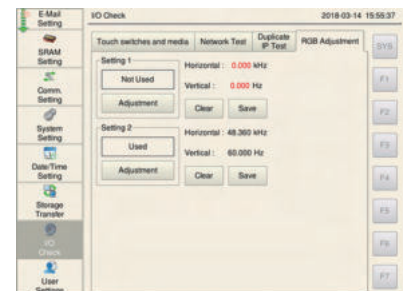 E-Mail
Setting
I/O Check
2018-03-14 15:55:37
Touch switches and media
Network Test
Duplicate
IP Test
RGB Adjustment
SYS
SRAM
Setting
Setting 1
Not Used
Horizontal : 0.000 kHz
Vertical : 0.000 Hz
Adjustment
Clear
Save
F1
Comm.
Setting
F2
System
Setting
Setting 2
Used
Horizontal : 48.360 kHz
Vertical : 60.000 Hz
Adjustment
Clear
Save
F3
Date/Time
Setting
F4
Storage
Transfer
F5
I/O
Check
F6
User
Settings
F7